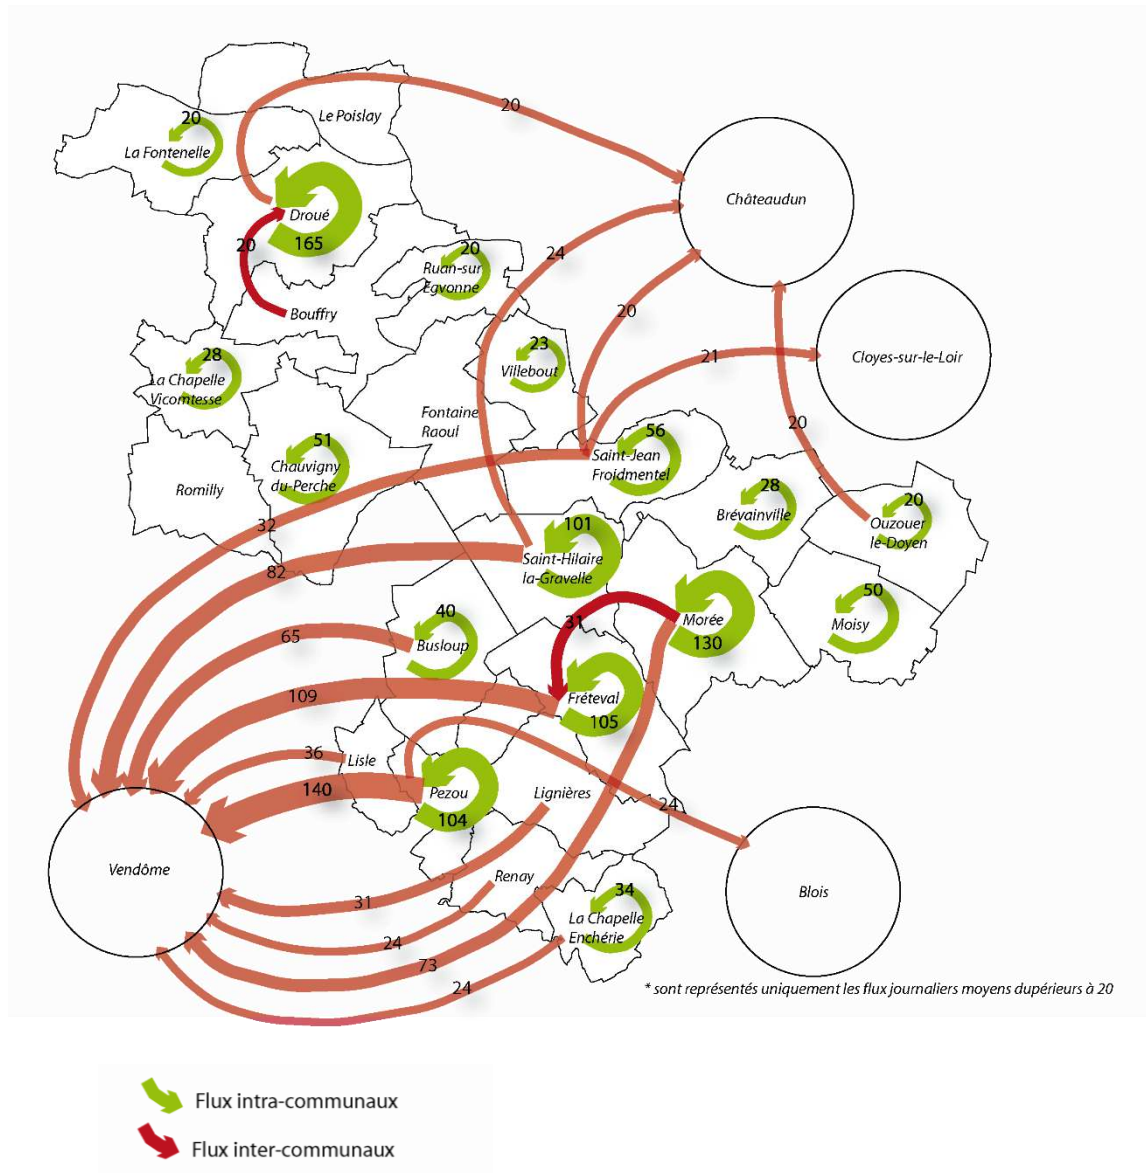 20
Le Poislay
20
La Fontenelle
Châteaudun
Droué
165
20
24
20
Ruan-sur
Egvonne
Bouffry
20
23
Villebout
21
Cloyes-sur-le-Loir
28
La Chapelle
Vicomtesse
Fontaine
Raoul
20
51
Chauvigny
du-Perche
56
Saint-Jean
Froidmentel
Romilly
28
Brévainville
20
Ouzouer
le-Doyen
32
101
Saint-Hilaire
la-Gravelle
82
50
Moisy
40
Busloup
65
31
Morée
130
109
Fréteval
105
36
Lisle
140
Pezou
104
Lignières
24
Vendôme
Renay
31
Blois
34
La Chapelle
Enchérie
24
73
24
* sont représentés uniquement les flux journaliers moyens dupérieurs à 20
Flux intra-communaux
Flux inter-communaux